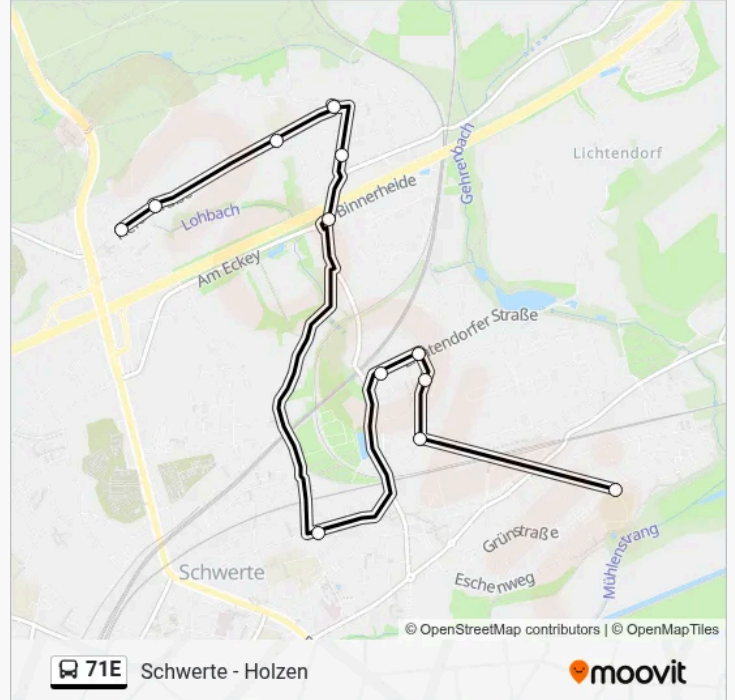 Lichtendorf
Gehrenbach
Binnerheide
Lohbach
Am Eckey
tendorfer Straße
Grünstraße
Mühlenstrang
Schwerte
Eschenweg
© OpenStreetMap contributors | © OpenMapTiles
71E
Schwerte - Holzen
moovit